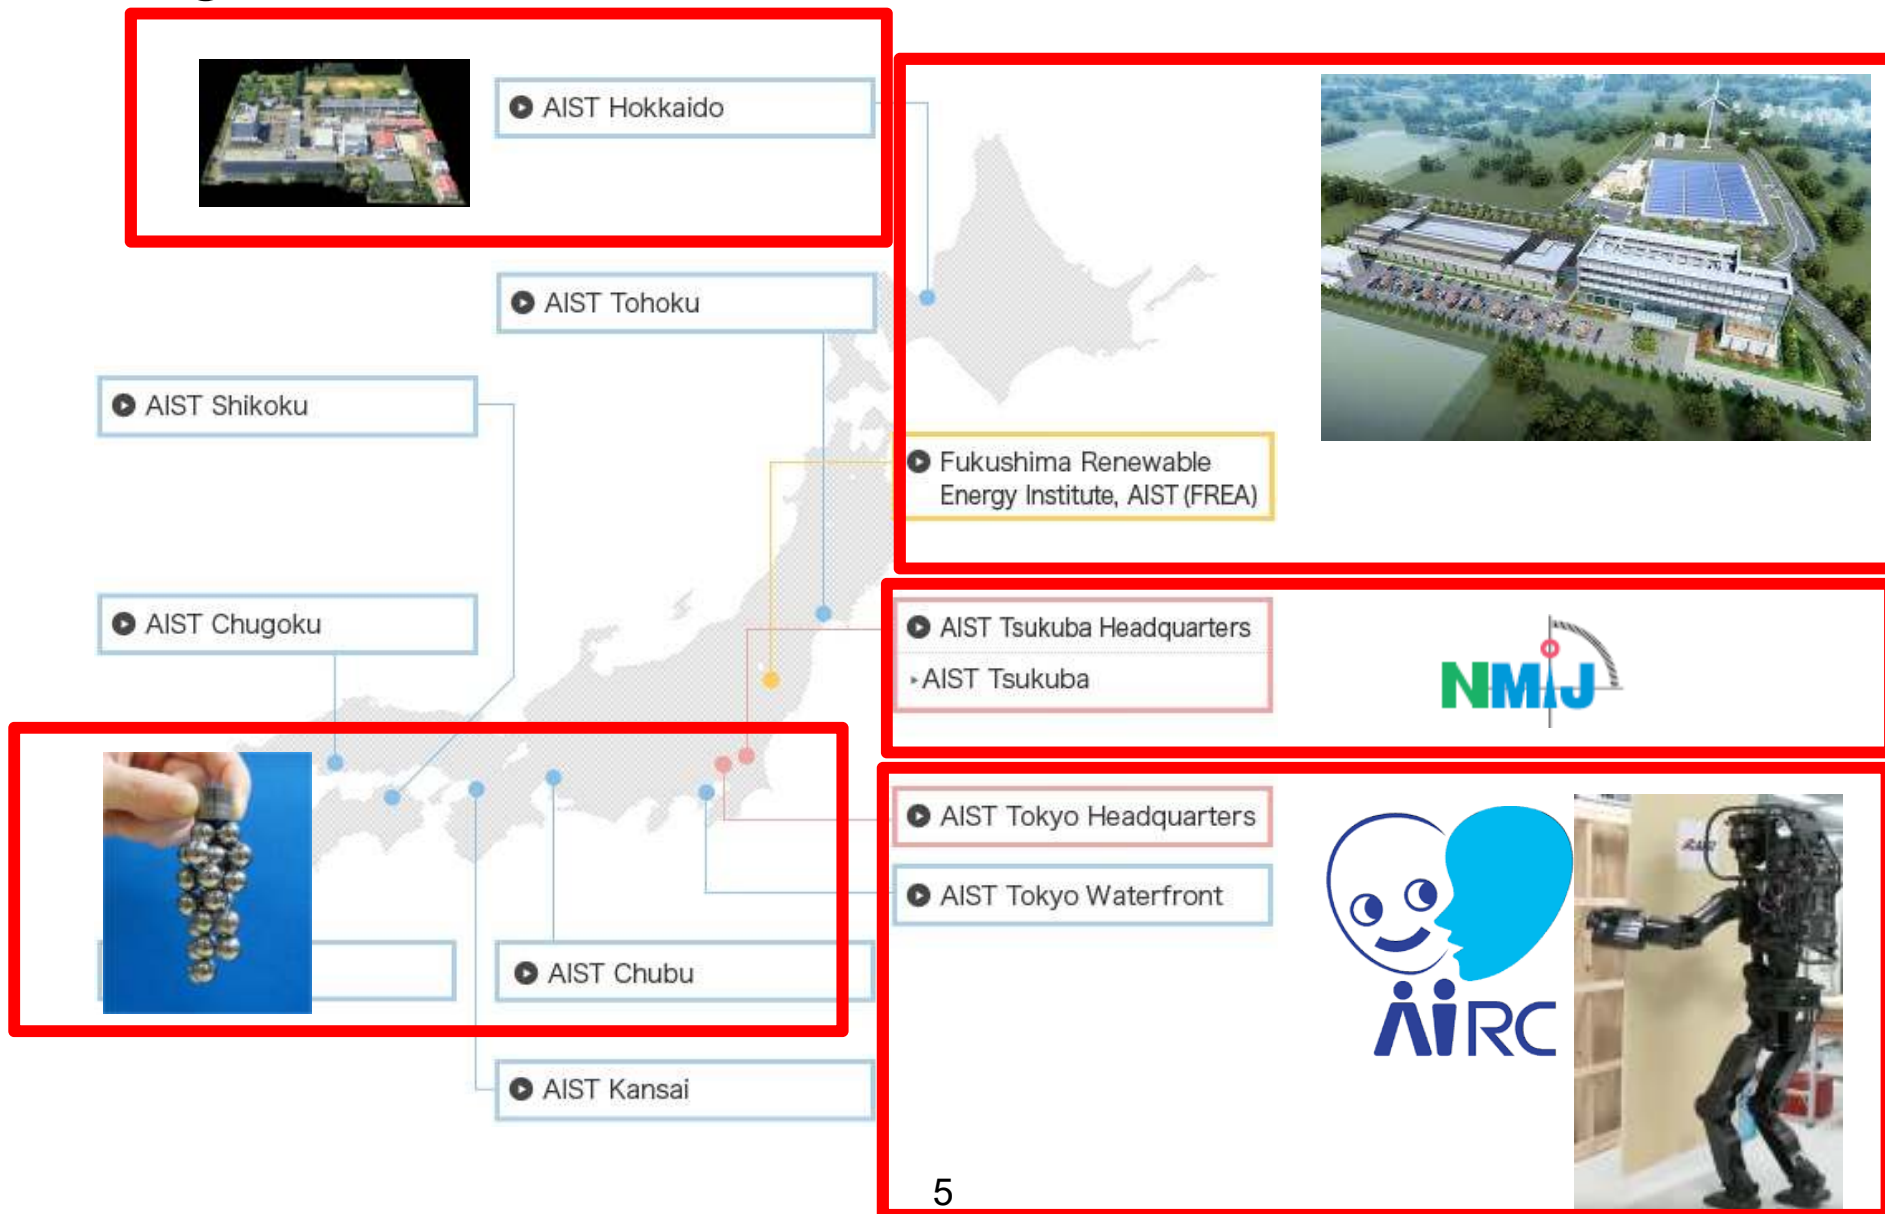 AIST Hokkaido
AIST Tohoku
AIST Shikoku
Fukushima Renewable
Energy Institute, AIST (FREA)
AIST Chugoku
AIST Tsukuba Headquarters
AIST Tsukuba
NMIJ
AIST Tokyo Headquarters
AIST Tokyo Waterfront
AIRC
AIST Chubu
AIST Kansai
5